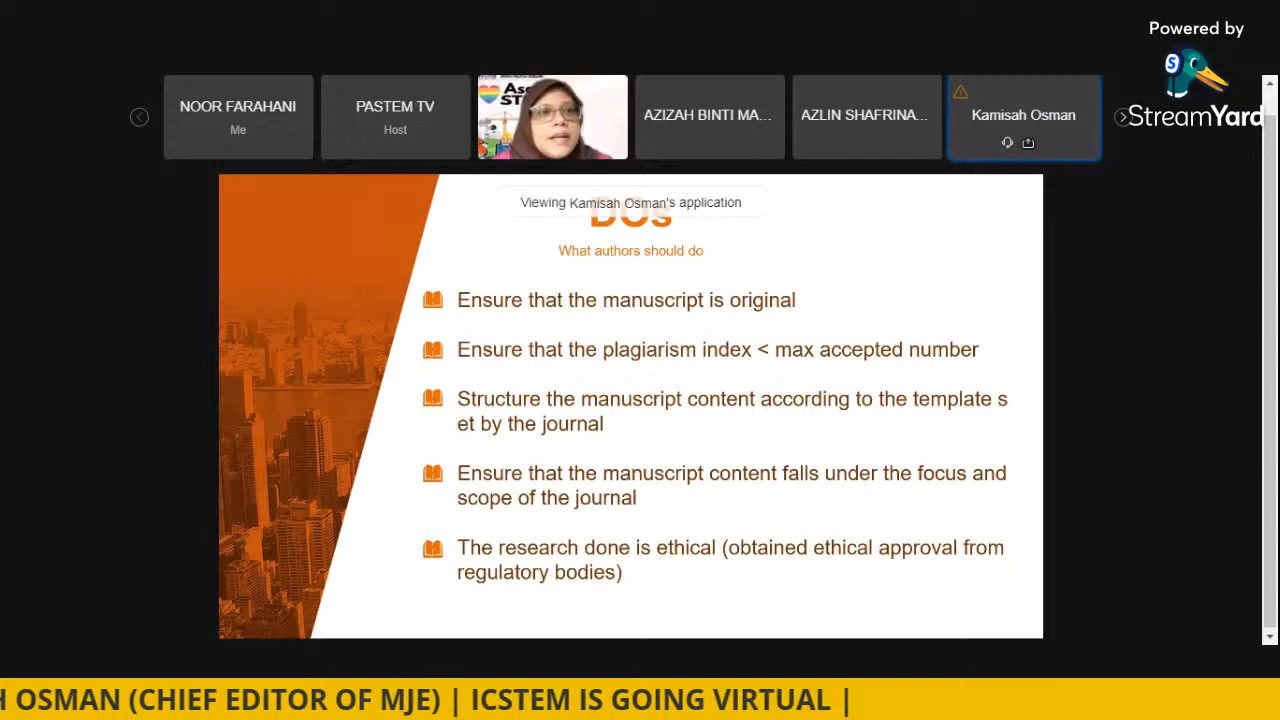 Powered by
S
StreamYard
NOOR FARAHANI
Me
PASTEM TV
Host
AZIZAH BINTI MA...
AZLIN SHAFRINA...
Kamisah Osman
Viewing Kamisah Osman's application
DOs
What authors should do
Ensure that the manuscript is original
Ensure that the plagiarism index < max accepted number
Structure the manuscript content according to the template s
et by the journal
Ensure that the manuscript content falls under the focus and
scope of the journal
The research done is ethical (obtained ethical approval from
regulatory bodies)
H OSMAN (CHIEF EDITOR OF MJE) | ICSTEM IS GOING VIRTUAL |